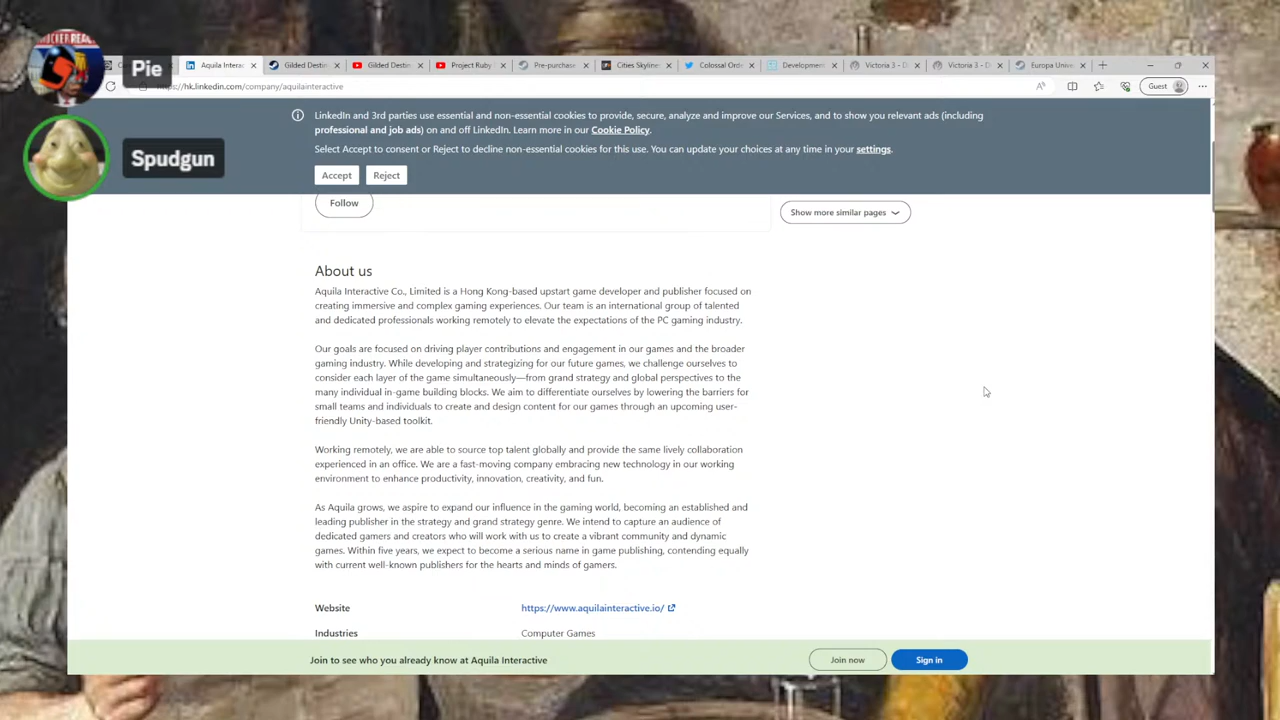 Pie
Spudgun
Aquila Interac
Gilded Destin
Gilded Destin
Project Ruby
Pre-purchase
Cities Skyline
Colossal Orde
Development
Victoria 3 - D
Victoria 3 - D
Europa Unive
https://hk.linkedin.com/company/aquilainteractive
Guest
LinkedIn and 3rd parties use essential and non-essential cookies to provide, secure, analyze and improve our Services, and to show you relevant ads (including
professional and job ads) on and off LinkedIn. Learn more in our Cookie Policy.
Select Accept to consent or Reject to decline non-essential cookies for this use. You can update your choices at any time in your settings.
Accept
Reject
Follow
Show more similar pages
About us
Aquila Interactive Co., Limited is a Hong Kong-based upstart game developer and publisher focused on
creating immersive and complex gaming experiences. Our team is an international group of talented
and dedicated professionals working remotely to elevate the expectations of the PC gaming industry.
Our goals are focused on driving player contributions and engagement in our games and the broader
gaming industry. While developing and strategizing for our future games, we challenge ourselves to
consider each layer of the game simultaneously—from grand strategy and global perspectives to the
many individual in-game building blocks. We aim to differentiate ourselves by lowering the barriers for
small teams and individuals to create and design content for our games through an upcoming user-
friendly Unity-based toolkit.
Working remotely, we are able to source top talent globally and provide the same lively collaboration
experienced in an office. We are a fast-moving company embracing new technology in our working
environment to enhance productivity, innovation, creativity, and fun.
As Aquila grows, we aspire to expand our influence in the gaming world, becoming an established and
leading publisher in the strategy and grand strategy genre. We intend to capture an audience of
dedicated gamers and creators who will work with us to create a vibrant community and dynamic
games. Within five years, we expect to become a serious name in game publishing, contending equally
with current well-known publishers for the hearts and minds of gamers.
Website
https://www.aquilainteractive.io/
Industries
Computer Games
Join to see who you already know at Aquila Interactive
Join now
Sign in